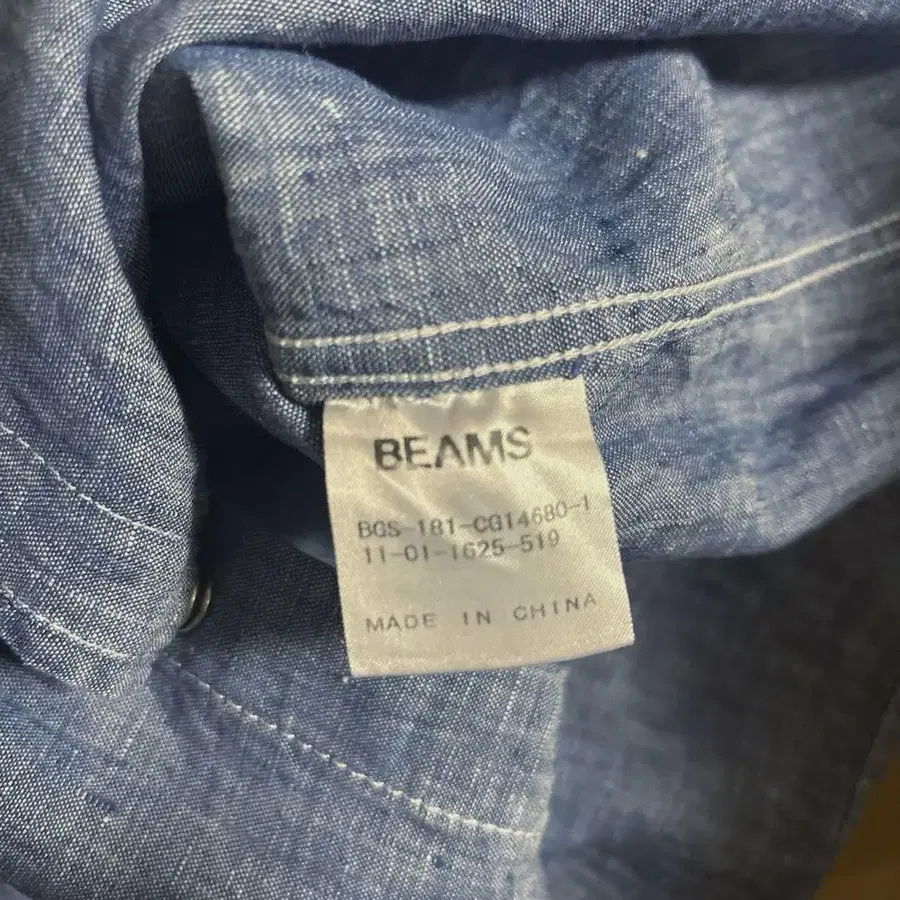 BEAMS
BGS-181-CG14680-1
11-01-1625-519
MADE IN CHINA